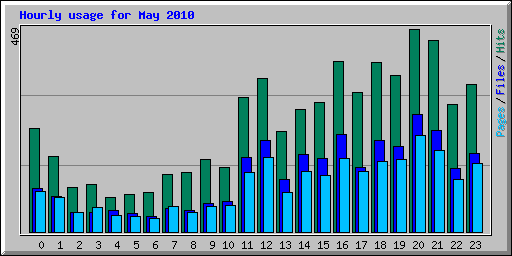 Hourly usage for May 2010
469
Pages / Files / Hits
0 1 2 3 4 5 6 7 8 9 10 11 12 13 14 15 16 17 18 19 20 21 22 23